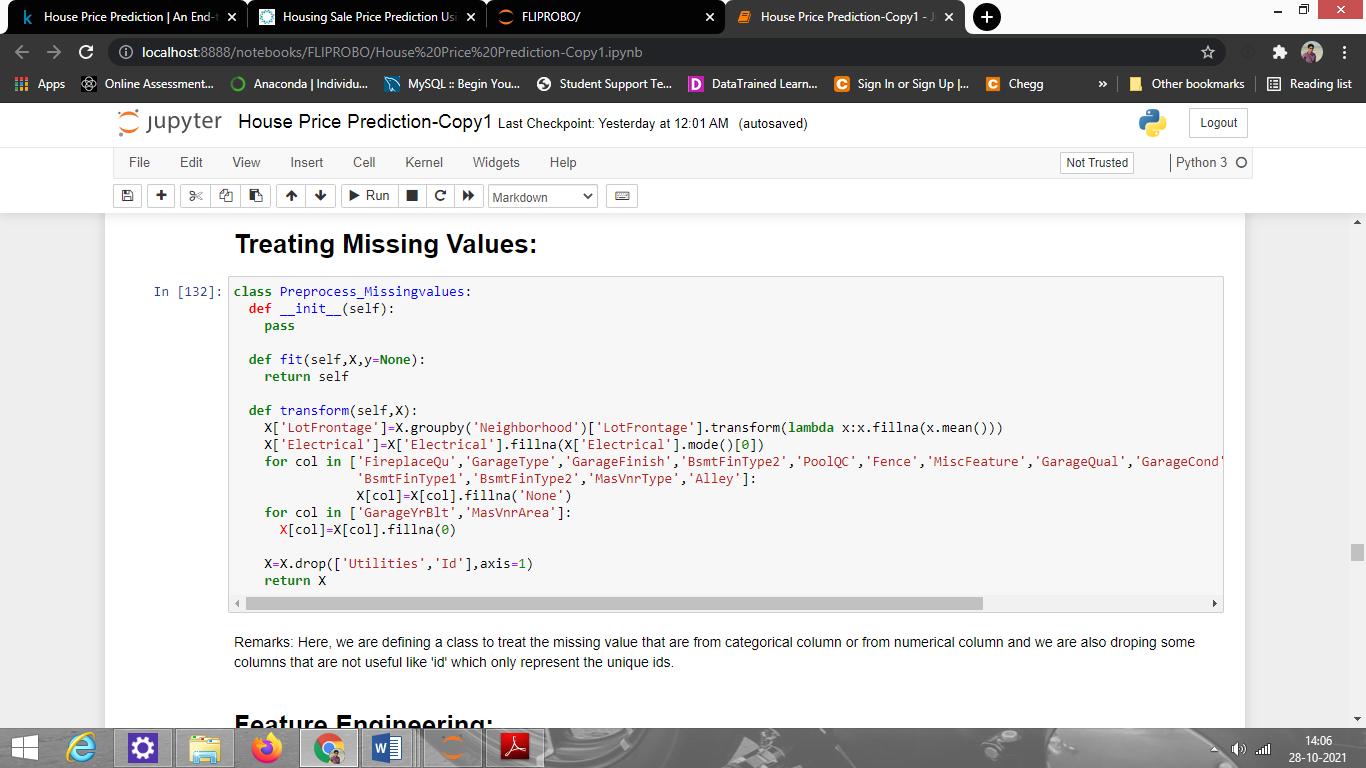 House Price Prediction | An End-t
Housing Sale Price Prediction Usi
FLIPROBO/
House Price Prediction-Copy1 - J
localhost:8888/notebooks/FLIPROBO/House%20Price%20Prediction-Copy1.ipynb
Apps
Online Assessment...
Anaconda | Individu...
MySQL :: Begin You...
Student Support Te...
DataTrained Learn...
Sign In or Sign Up |...
Chegg
»
Other bookmarks
Reading list
jupyter House Price Prediction-Copy1 Last Checkpoint: Yesterday at 12:01 AM (autosaved)
Logout
File Edit View Insert Cell Kernel Widgets Help
Not Trusted
Python 3
Run
Markdown
Treating Missing Values:
In [132]:
class Preprocess_Missingvalues:
  def __init__(self):
    pass
  def fit(self,X,y=None):
    return self
  def transform(self,X):
    X['LotFrontage']=X.groupby('Neighborhood')['LotFrontage'].transform(lambda x:x.fillna(x.mean()))
    X['Electrical']=X['Electrical'].fillna(X['Electrical'].mode()[0])
    for col in ['FireplaceQu','GarageType','GarageFinish','BsmtFinType2','PoolQC','Fence','MiscFeature','GarageQual','GarageCond'
                'BsmtFinType1','BsmtFinType2','MasVnrType','Alley']:
                X[col]=X[col].fillna('None')
    for col in ['GarageYrBlt','MasVnrArea']:
      X[col]=X[col].fillna(0)
    X=X.drop(['Utilities','Id'],axis=1)
    return X
Remarks: Here, we are defining a class to treat the missing value that are from categorical column or from numerical column and we are also droping some
columns that are not useful like 'id' which only represent the unique ids.
Feature Engineering:
14:06
28-10-2021